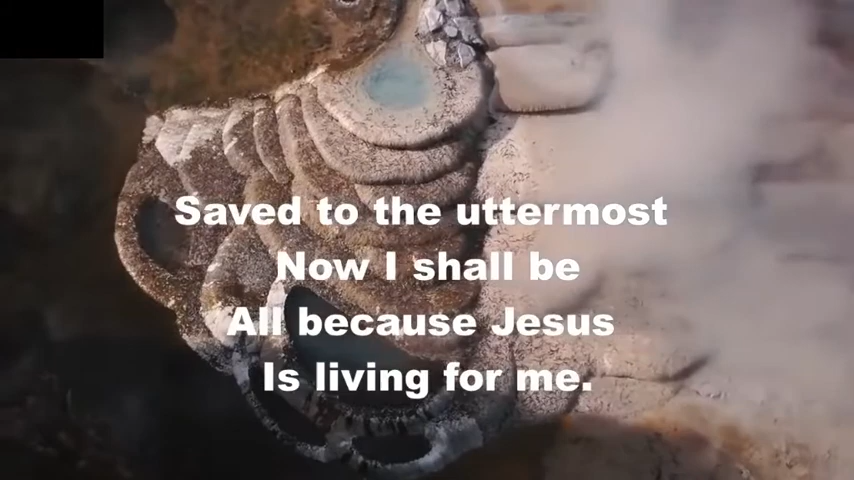 Saved to the uttermost
Now I shall be
All because Jesus
Is living for me.